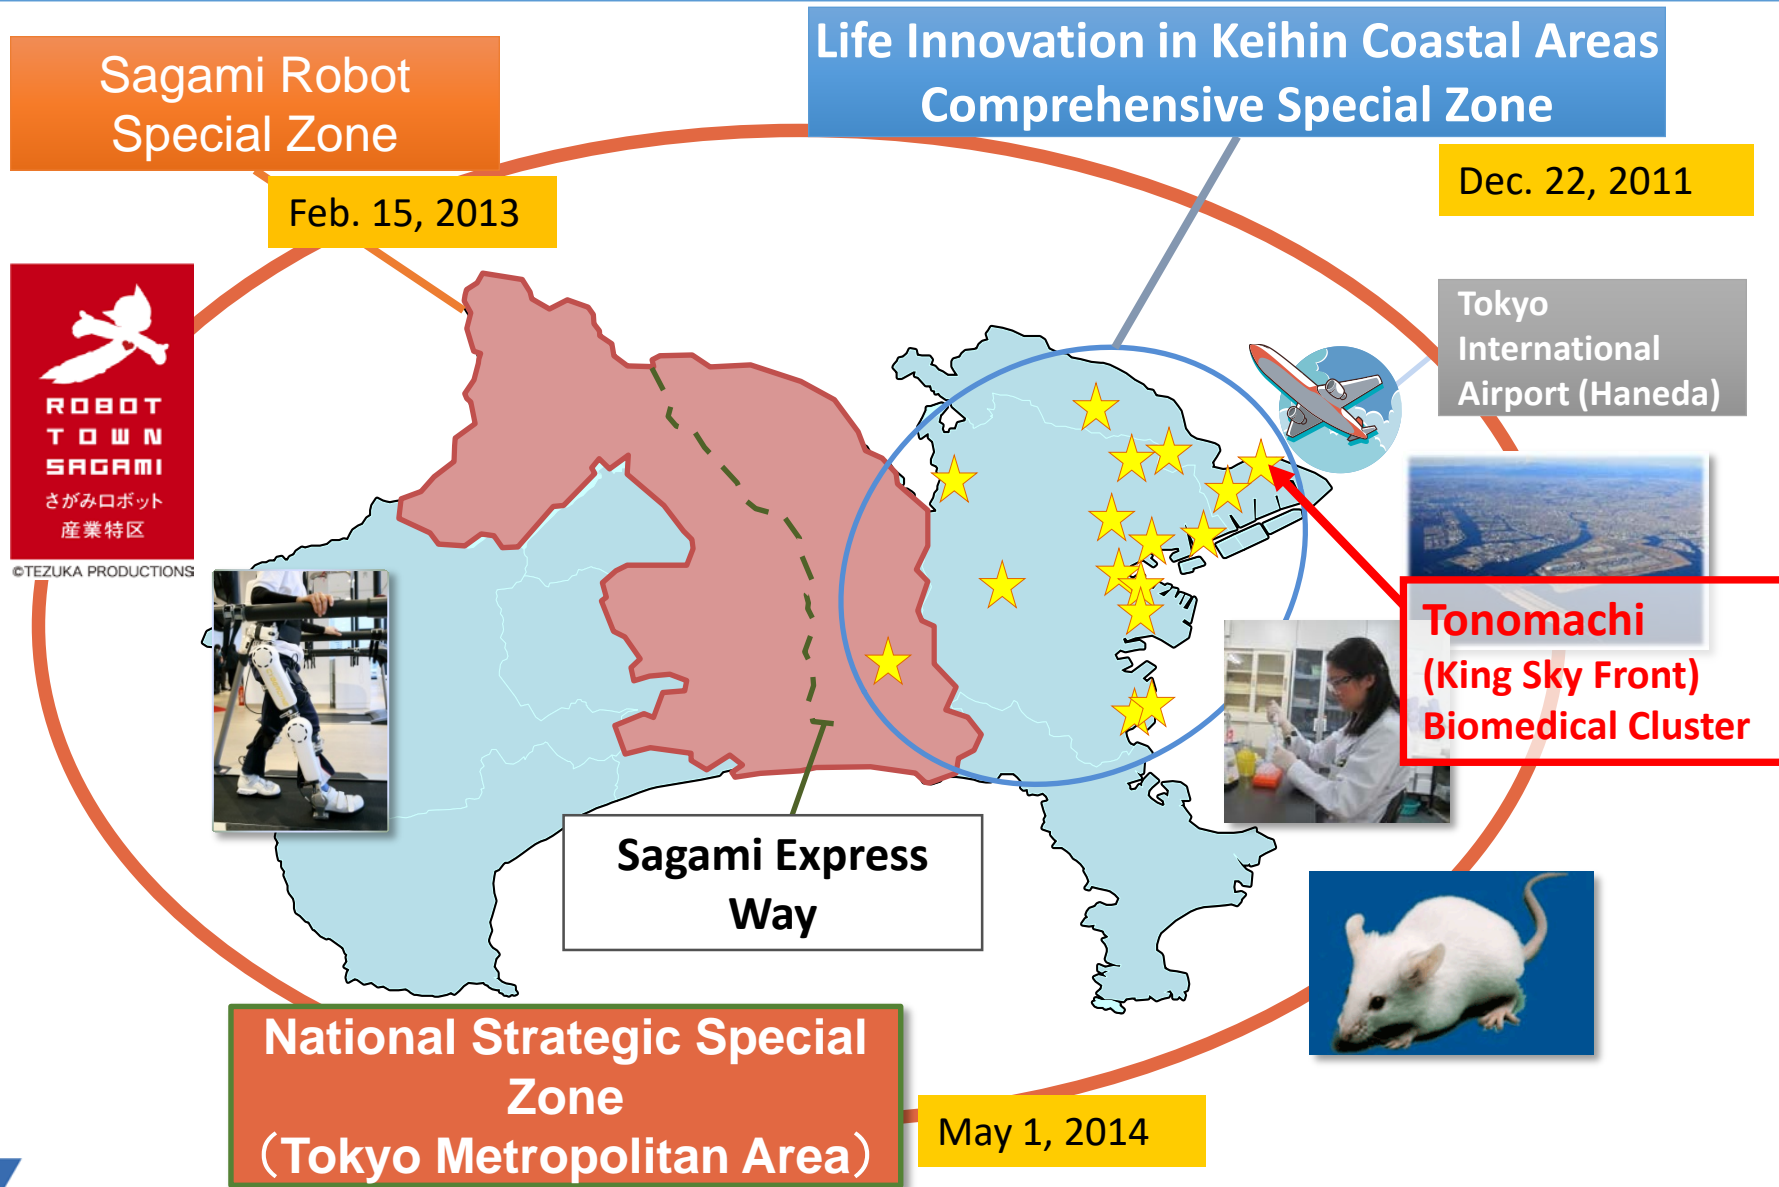 Life Innovation in Keihin Coastal Areas
Comprehensive Special Zone
Sagami Robot
Special Zone
Dec. 22, 2011
Feb. 15, 2013
Tokyo
International
Airport (Haneda)
ROBOT
TOWN
SAGAMI
さがみロボット
産業特区
©TEZUKA PRODUCTIONS
Tonomachi
(King Sky Front)
Biomedical Cluster
Sagami Express
Way
National Strategic Special
Zone
（Tokyo Metropolitan Area）
May 1, 2014